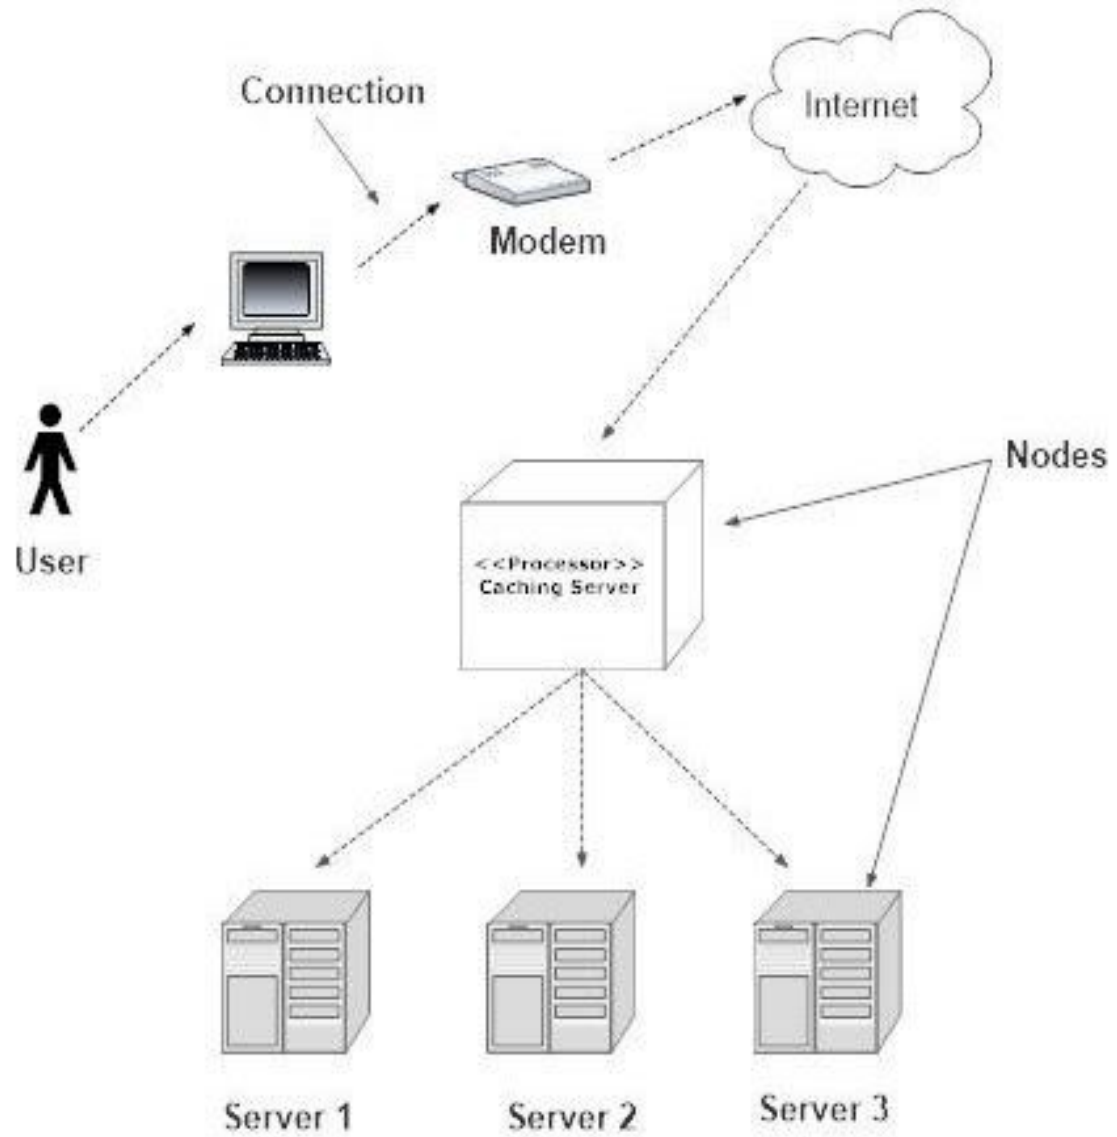 Connection
Internet
Modem
Nodes
User
<<Processor>>
Caching Server
Server 1
Server 2
Server 3